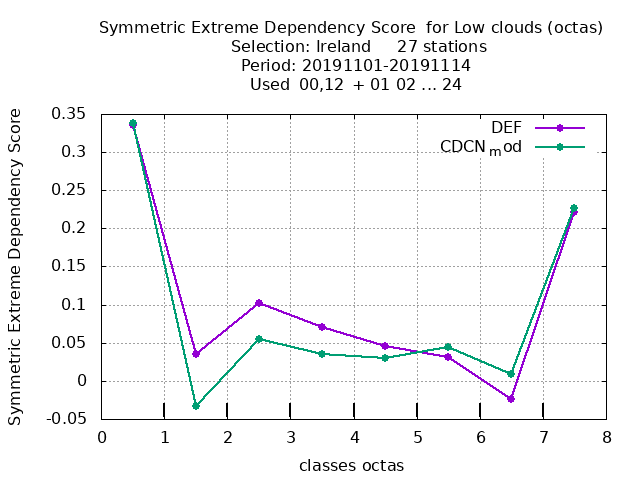 Symmetric Extreme Dependency Score  for Low clouds (octas)
Selection: Ireland     27 stations
Period: 20191101-20191114
Used  00,12  + 01 02 ... 24
DEF
CDCN_mod
Symmetric Extreme Dependency Score
0.35
0.3
0.25
0.2
0.15
0.1
0.05
0
-0.05
0 1 2 3 4 5 6 7 8
classes octas